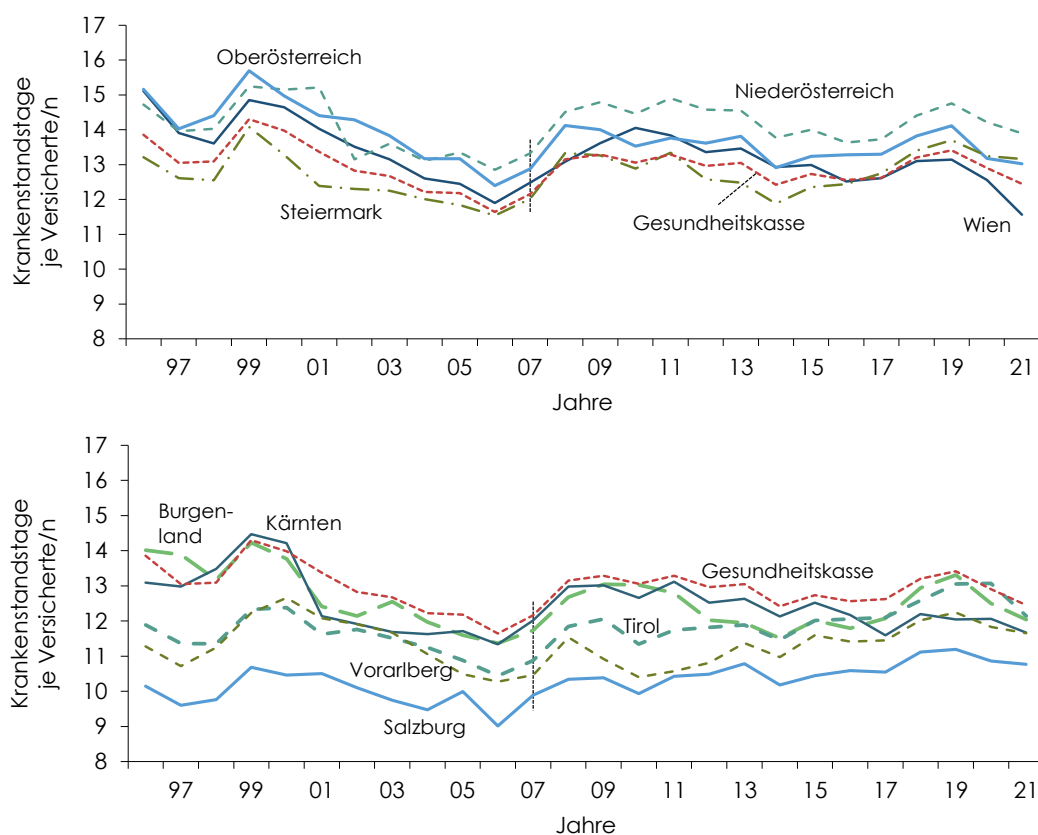 Krankenstandstage
je Versicherte/n
17
16
15
14
13
12
11
10
9
8
Oberösterreich
Niederösterreich
Steiermark
Gesundheitskasse
Wien
97 99 01 03 05 07 09 11 13 15 17 19 21
Jahre
Krankenstandstage
je Versicherte/n
17
16
15
14
13
12
11
10
9
8
Burgen-
land
Kärnten
Gesundheitskasse
Tirol
Vorarlberg
Salzburg
97 99 01 03 05 07 09 11 13 15 17 19 21
Jahre